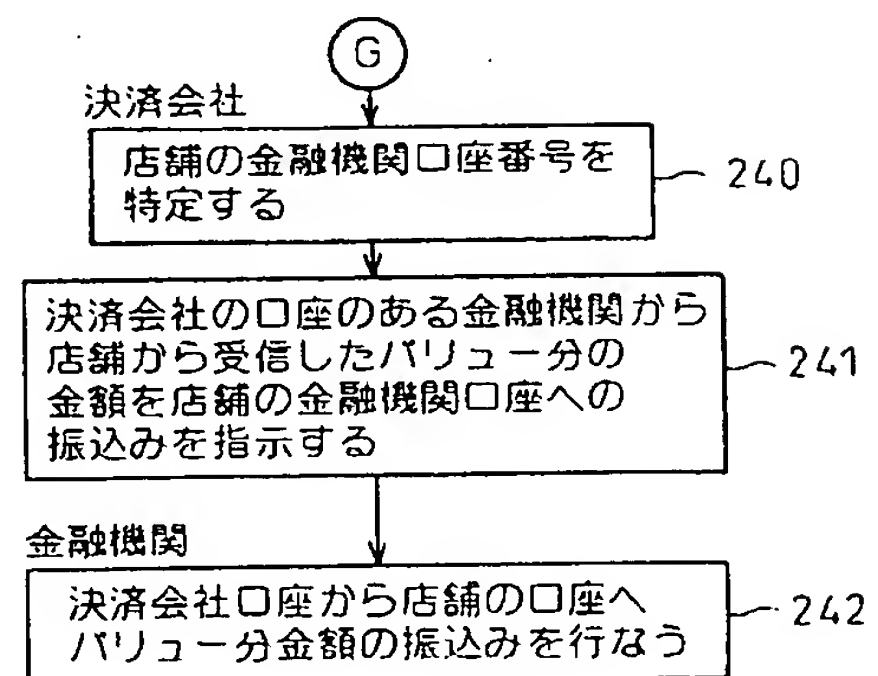 G
決済会社
店舗の金融機関口座番号を
特定する
240
決済会社の口座のある金融機関から
店舗から受信したバリュー分の
金額を店舗の金融機関口座への
振込みを指示する
241
金融機関
決済会社口座から店舗の口座へ
バリュー分金額の振込みを行なう
242